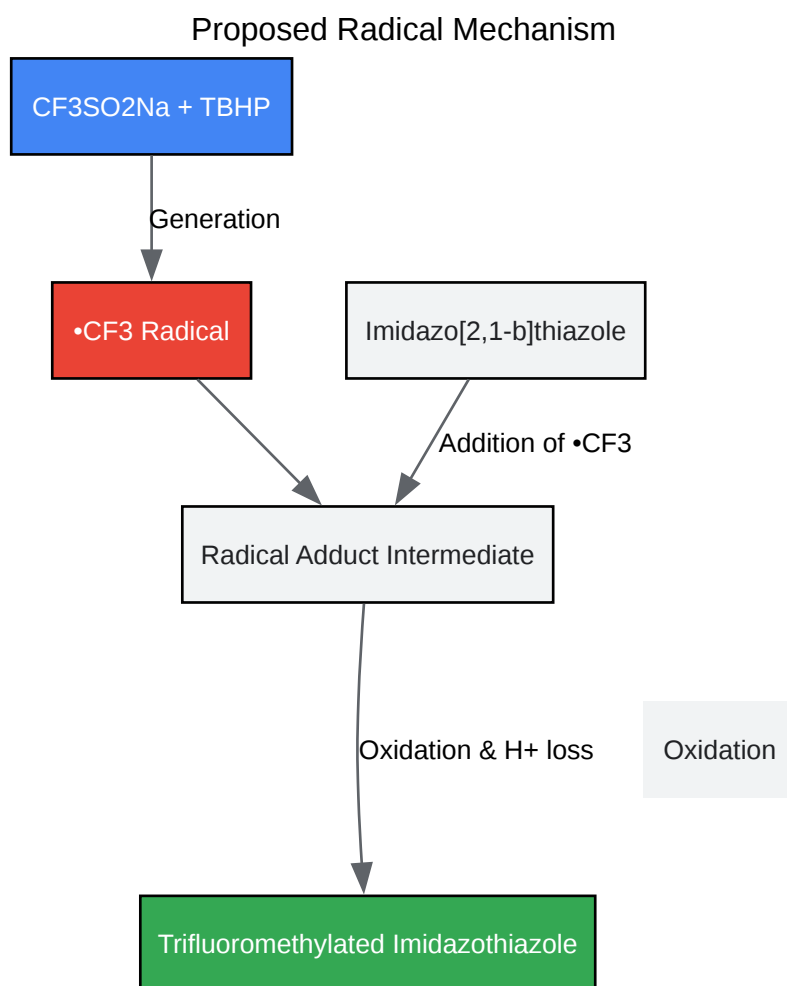 Proposed Radical Mechanism
CF3SO2Na + TBHP
Generation
•CF3 Radical
Imidazo[2,1-b]thiazole
Addition of •CF3
Radical Adduct Intermediate
Oxidation & H+ loss
Oxidation
Trifluoromethylated Imidazothiazole